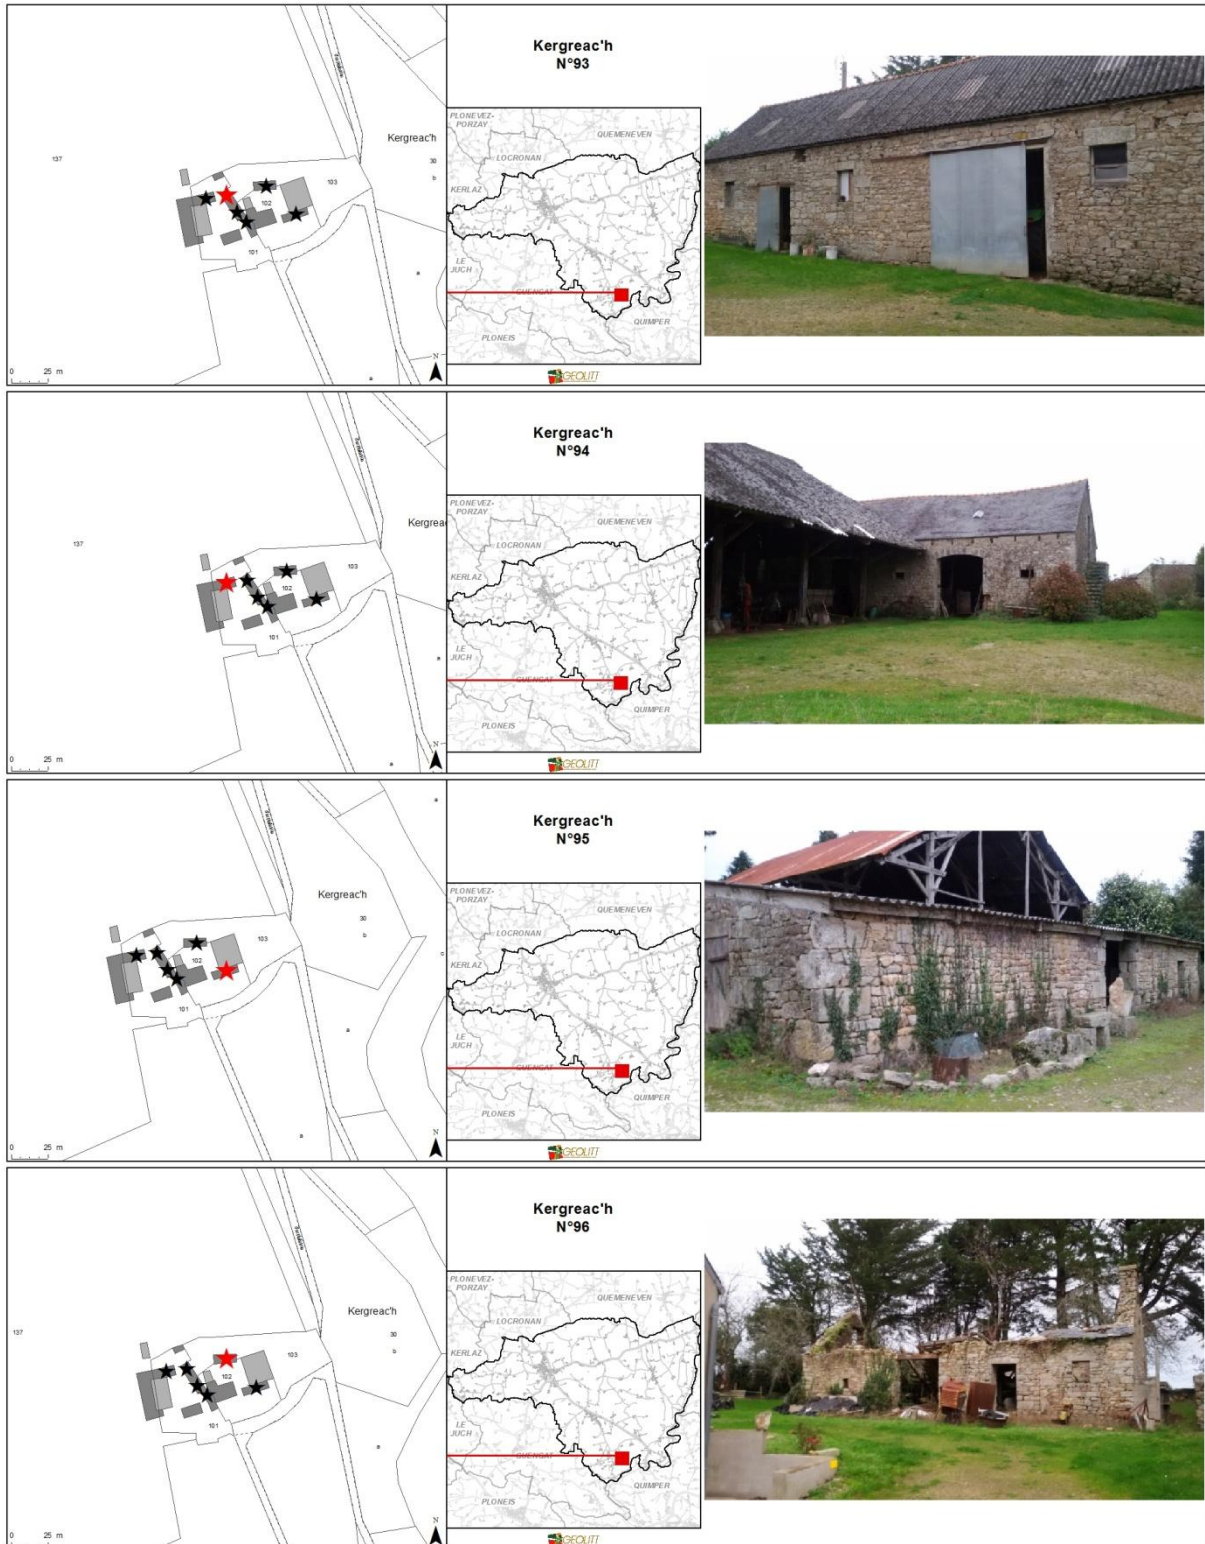 Kergreac'h
N°93
Kergreac'h
137
30
b
103
102
101
a
0 25 m
N
PLONEVEZ-
PORZAY
QUEMENEVEN
LOCRONAN
KERLAZ
LE
JUCH
GUENGAT
QUIMPER
PLONEIS
GEOLITT
Kergreac'h
N°94
Kergreac
137
103
102
101
a
a
0 25 m
N
PLONEVEZ-
PORZAY
QUEMENEVEN
LOCRONAN
KERLAZ
LE
JUCH
GUENGAT
QUIMPER
PLONEIS
GEOLITT
Kergreac'h
N°95
Kergreac'h
30
b
103
102
101
a
a
0 25 m
N
PLONEVEZ-
PORZAY
QUEMENEVEN
LOCRONAN
KERLAZ
LE
JUCH
GUENGAT
QUIMPER
PLONEIS
GEOLITT
Kergreac'h
N°96
Kergreac'h
137
30
b
103
102
101
a
a
0 25 m
N
PLONEVEZ-
PORZAY
QUEMENEVEN
LOCRONAN
KERLAZ
LE
JUCH
GUENGAT
QUIMPER
PLONEIS
GEOLITT